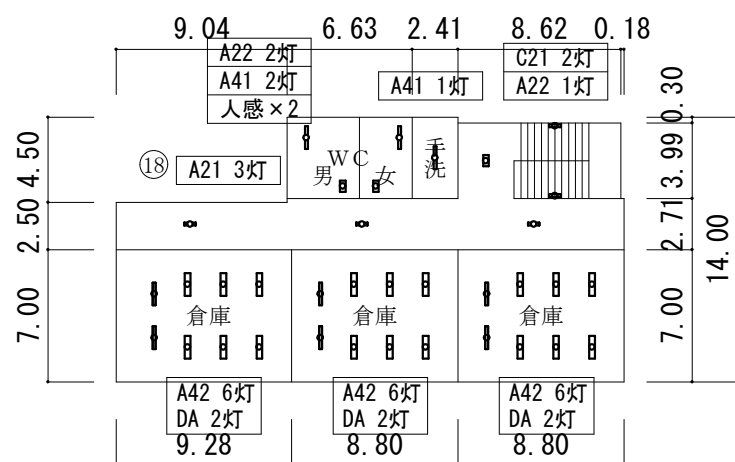 9.04 6.63 2.41 8.62 0.18
A22 2灯
A41 2灯
人感×2
A41 1灯
C21 2灯
A22 1灯
0.30
3.99
2.71
7.00
14.00
4.50
2.50
7.00
⑱
A21 3灯
WC
男 女
手洗
倉庫 倉庫 倉庫
A42 6灯
DA 2灯
A42 6灯
DA 2灯
A42 6灯
DA 2灯
9.28 8.80 8.80